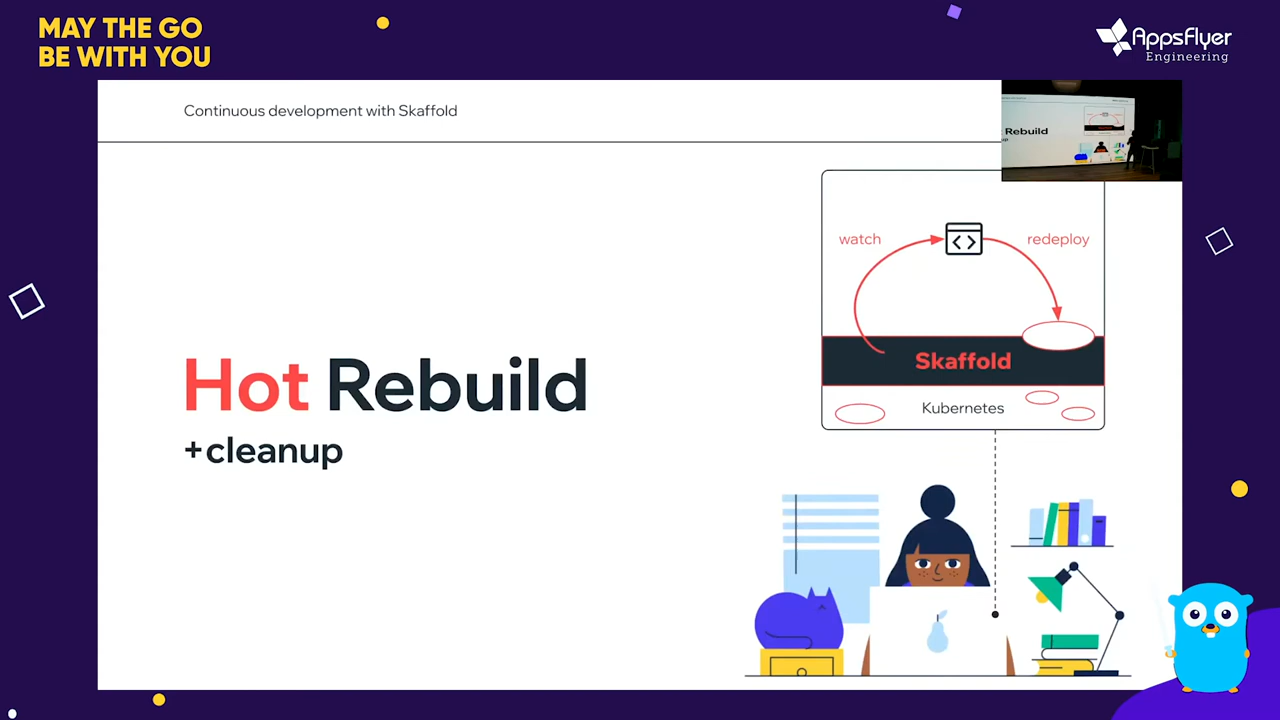 MAY THE GO
BE WITH YOU
AppsFlyer
Engineering
Continuous development with Skaffold
Rebuild
watch
redeploy
Hot Rebuild
+cleanup
Skaffold
Kubernetes